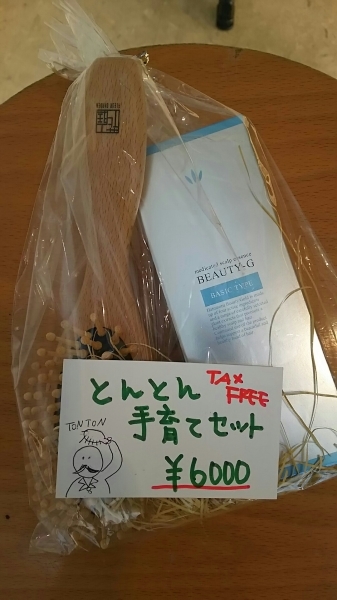 medicated scalp essence
BEAUTY-G
BASIC TYPE
とんとん
TAX
FREE
手育てセット
¥6000
TONTON